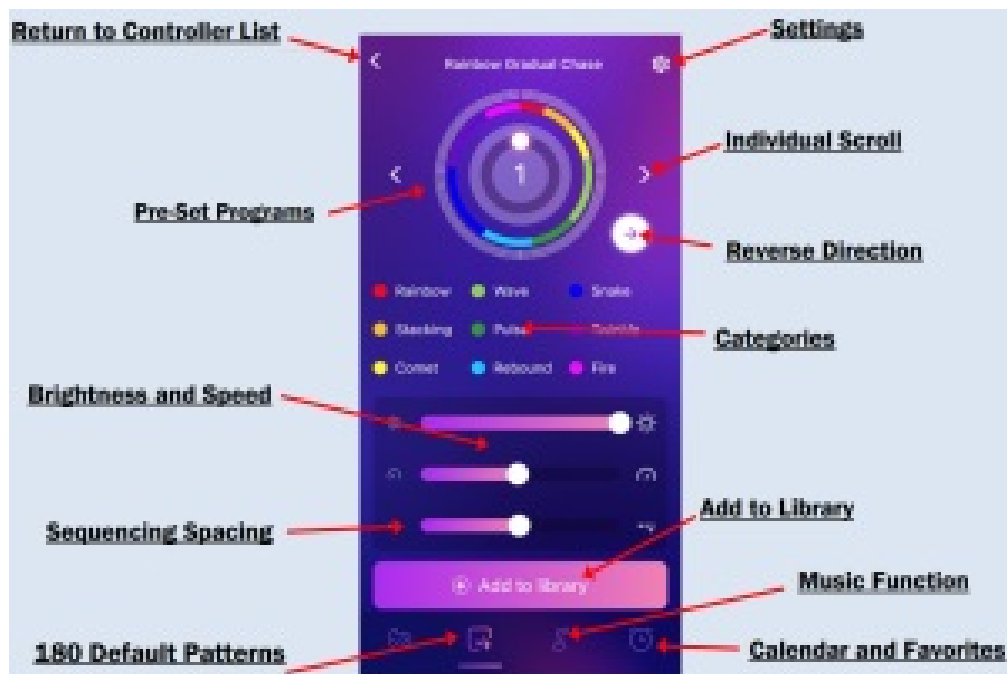 Return to Controller List
Settings
Rainbow Gradual Chase
Individual Scroll
1
Pre-Set Programs
Reverse Direction
Rainbow Wave Snake
Stacking Pulse
Categories
Comet Rebound Fire
Brightness and Speed
Sequencing Spacing
Add to Library
Add to library
Music Function
180 Default Patterns
Calendar and Favorites